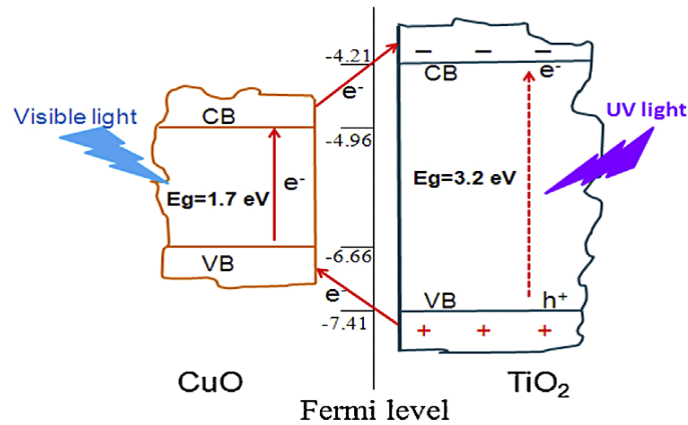 -4.21
CB
e⁻
e⁻
Visible light
CB
-4.96
UV light
Eg=1.7 eV
e⁻
Eg=3.2 eV
-6.66
VB
e⁻
VB
h⁺
-7.41
+ + +
CuO
TiO₂
Fermi level